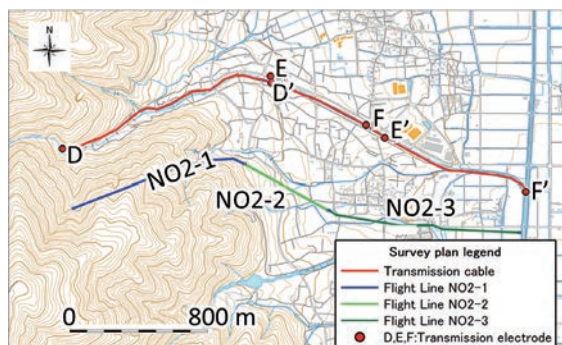 N
E
D'
F
E'
D
NO2-1
F'
NO2-2
NO2-3
Survey plan legend
Transmission cable
Flight Line NO2-1
Flight Line NO2-2
Flight Line NO2-3
D,E,F:Transmission electrode
0 800 m